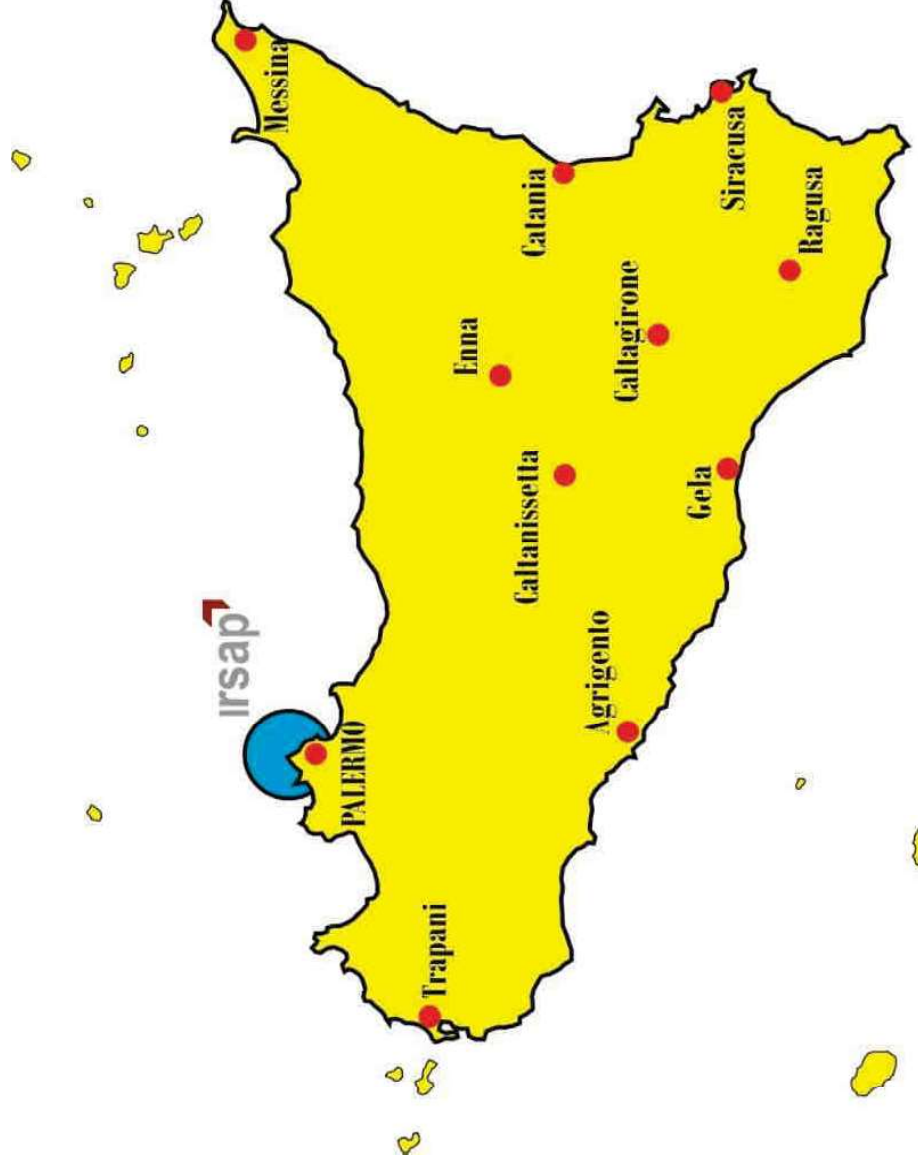 Irsap
Messina
PALERMO
Trapani
Catania
Enna
Caltanissetta
Agrigento
Caltagirone
Siracusa
Gela
Ragusa